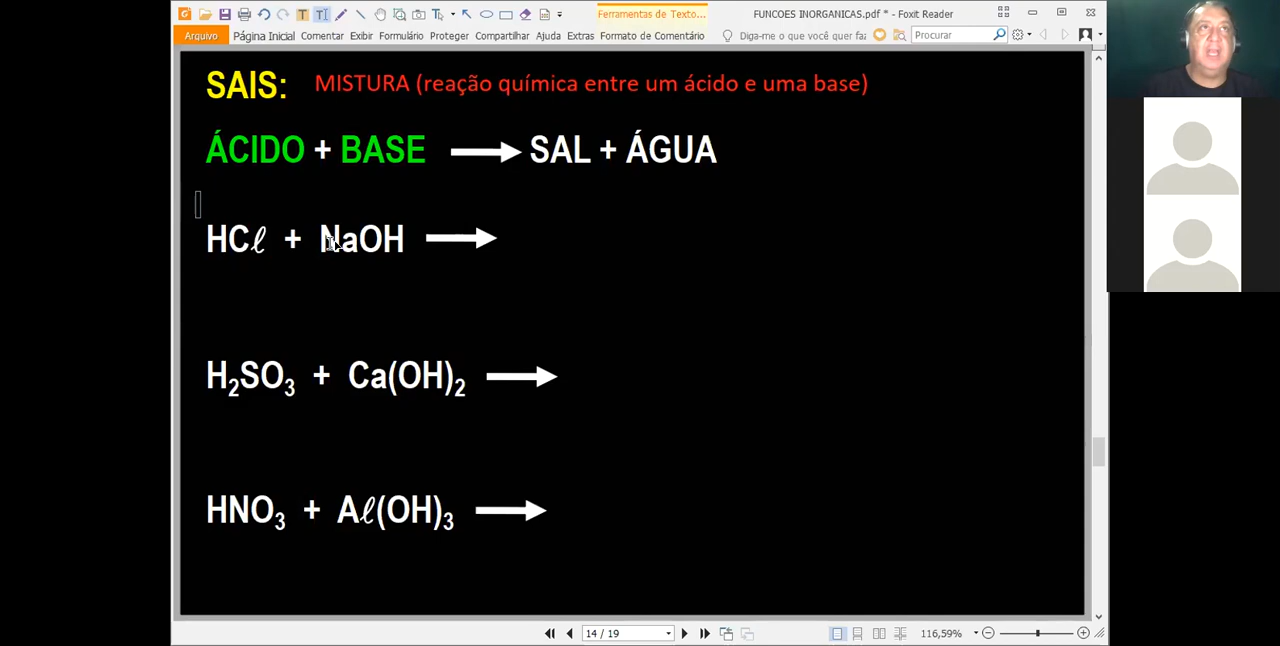 Ferramentas de Texto... FUNCOES INORGANICAS.pdf * - Foxit Reader
Arquivo Página Inicial Comentar Exibir Formulário Proteger Compartilhar Ajuda Extras Formato de Comentário Diga-me o que você quer faz Procurar
SAIS: MISTURA (reação química entre um ácido e uma base)
ÁCIDO + BASE ⟶ SAL + ÁGUA
HCℓ + NaOH ⟶
H₂SO₃ + Ca(OH)₂ ⟶
HNO₃ + Aℓ(OH)₃ ⟶
14 / 19 116,59%